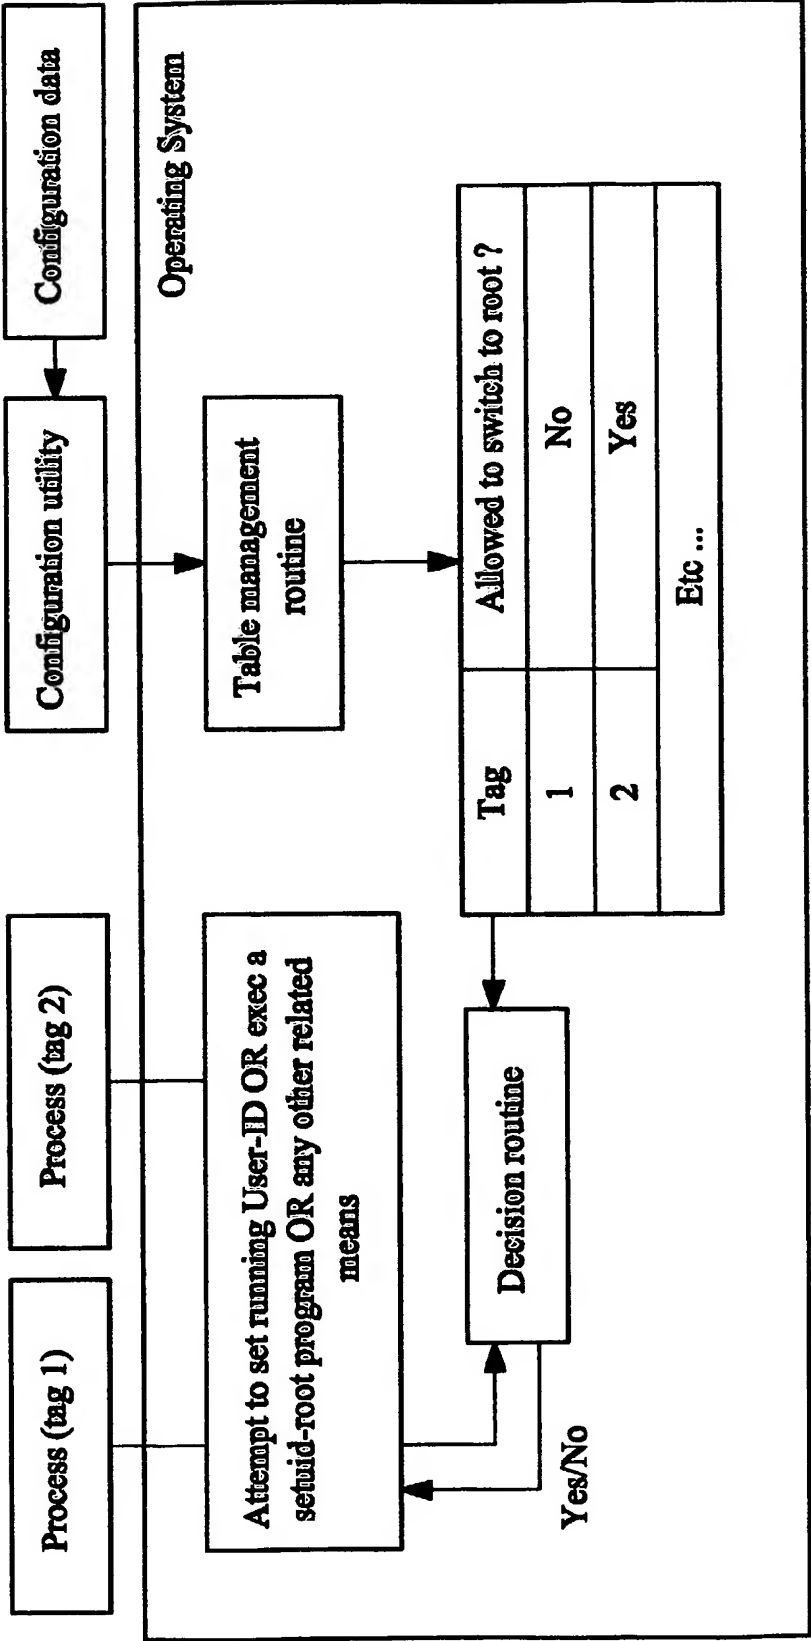 Process (tag 1)
Process (tag 2)
Configuration utility
Configuration data
Operating System
Attempt to set running User-ID OR exec a
setuid-root program OR any other related
means
Table management
routine
Yes/No
Decision routine
Tag
Allowed to switch to root ?
1
No
2
Yes
Etc ...